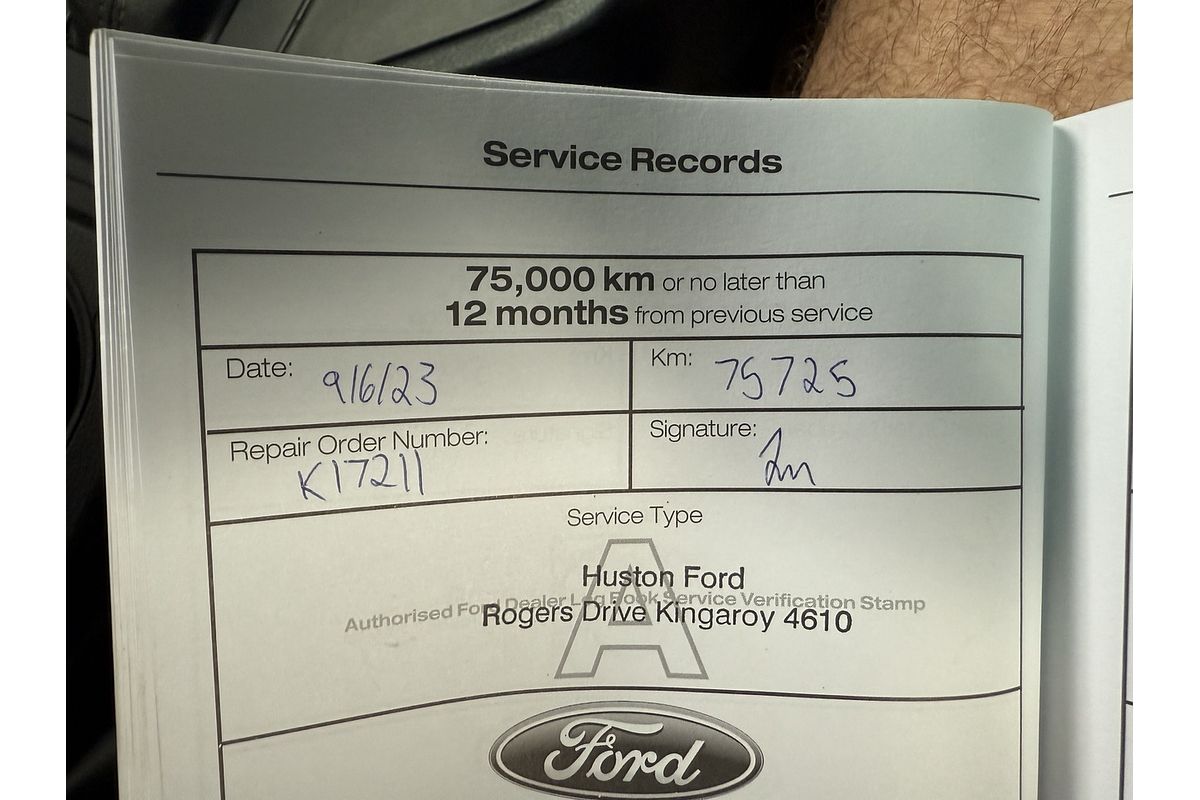 Service Records
75,000 km or no later than
12 months from previous service
Date: 9/6/23
Km: 75725
Repair Order Number:
K17211
Signature:
Service Type
A
Huston Ford
Authorised Ford Dealer Log Book Service Verification Stamp
Rogers Drive Kingaroy 4610
Ford